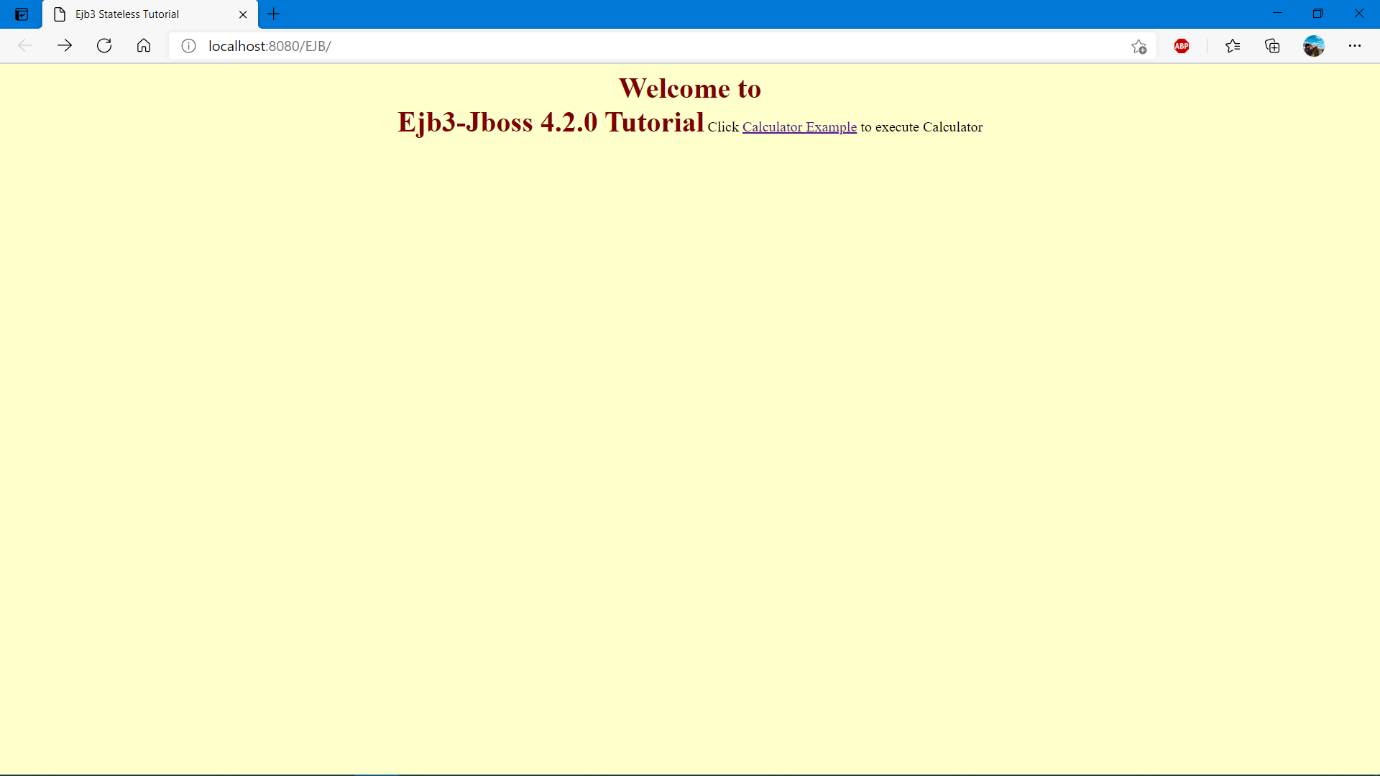 Ejb3 Stateless Tutorial
localhost:8080/EJB/
ABP
Welcome to
Ejb3-Jboss 4.2.0 Tutorial Click Calculator Example to execute Calculator